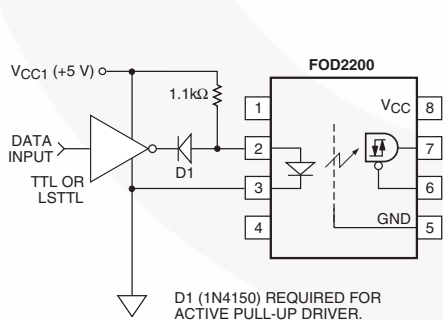 FOD2200
VCC1 (+5 V)
1.1kΩ
1
VCC 8
DATA
INPUT
2
7
D1
TTL OR
LSTTL
3
6
4
GND
5
D1 (1N4150) REQUIRED FOR
ACTIVE PULL-UP DRIVER.